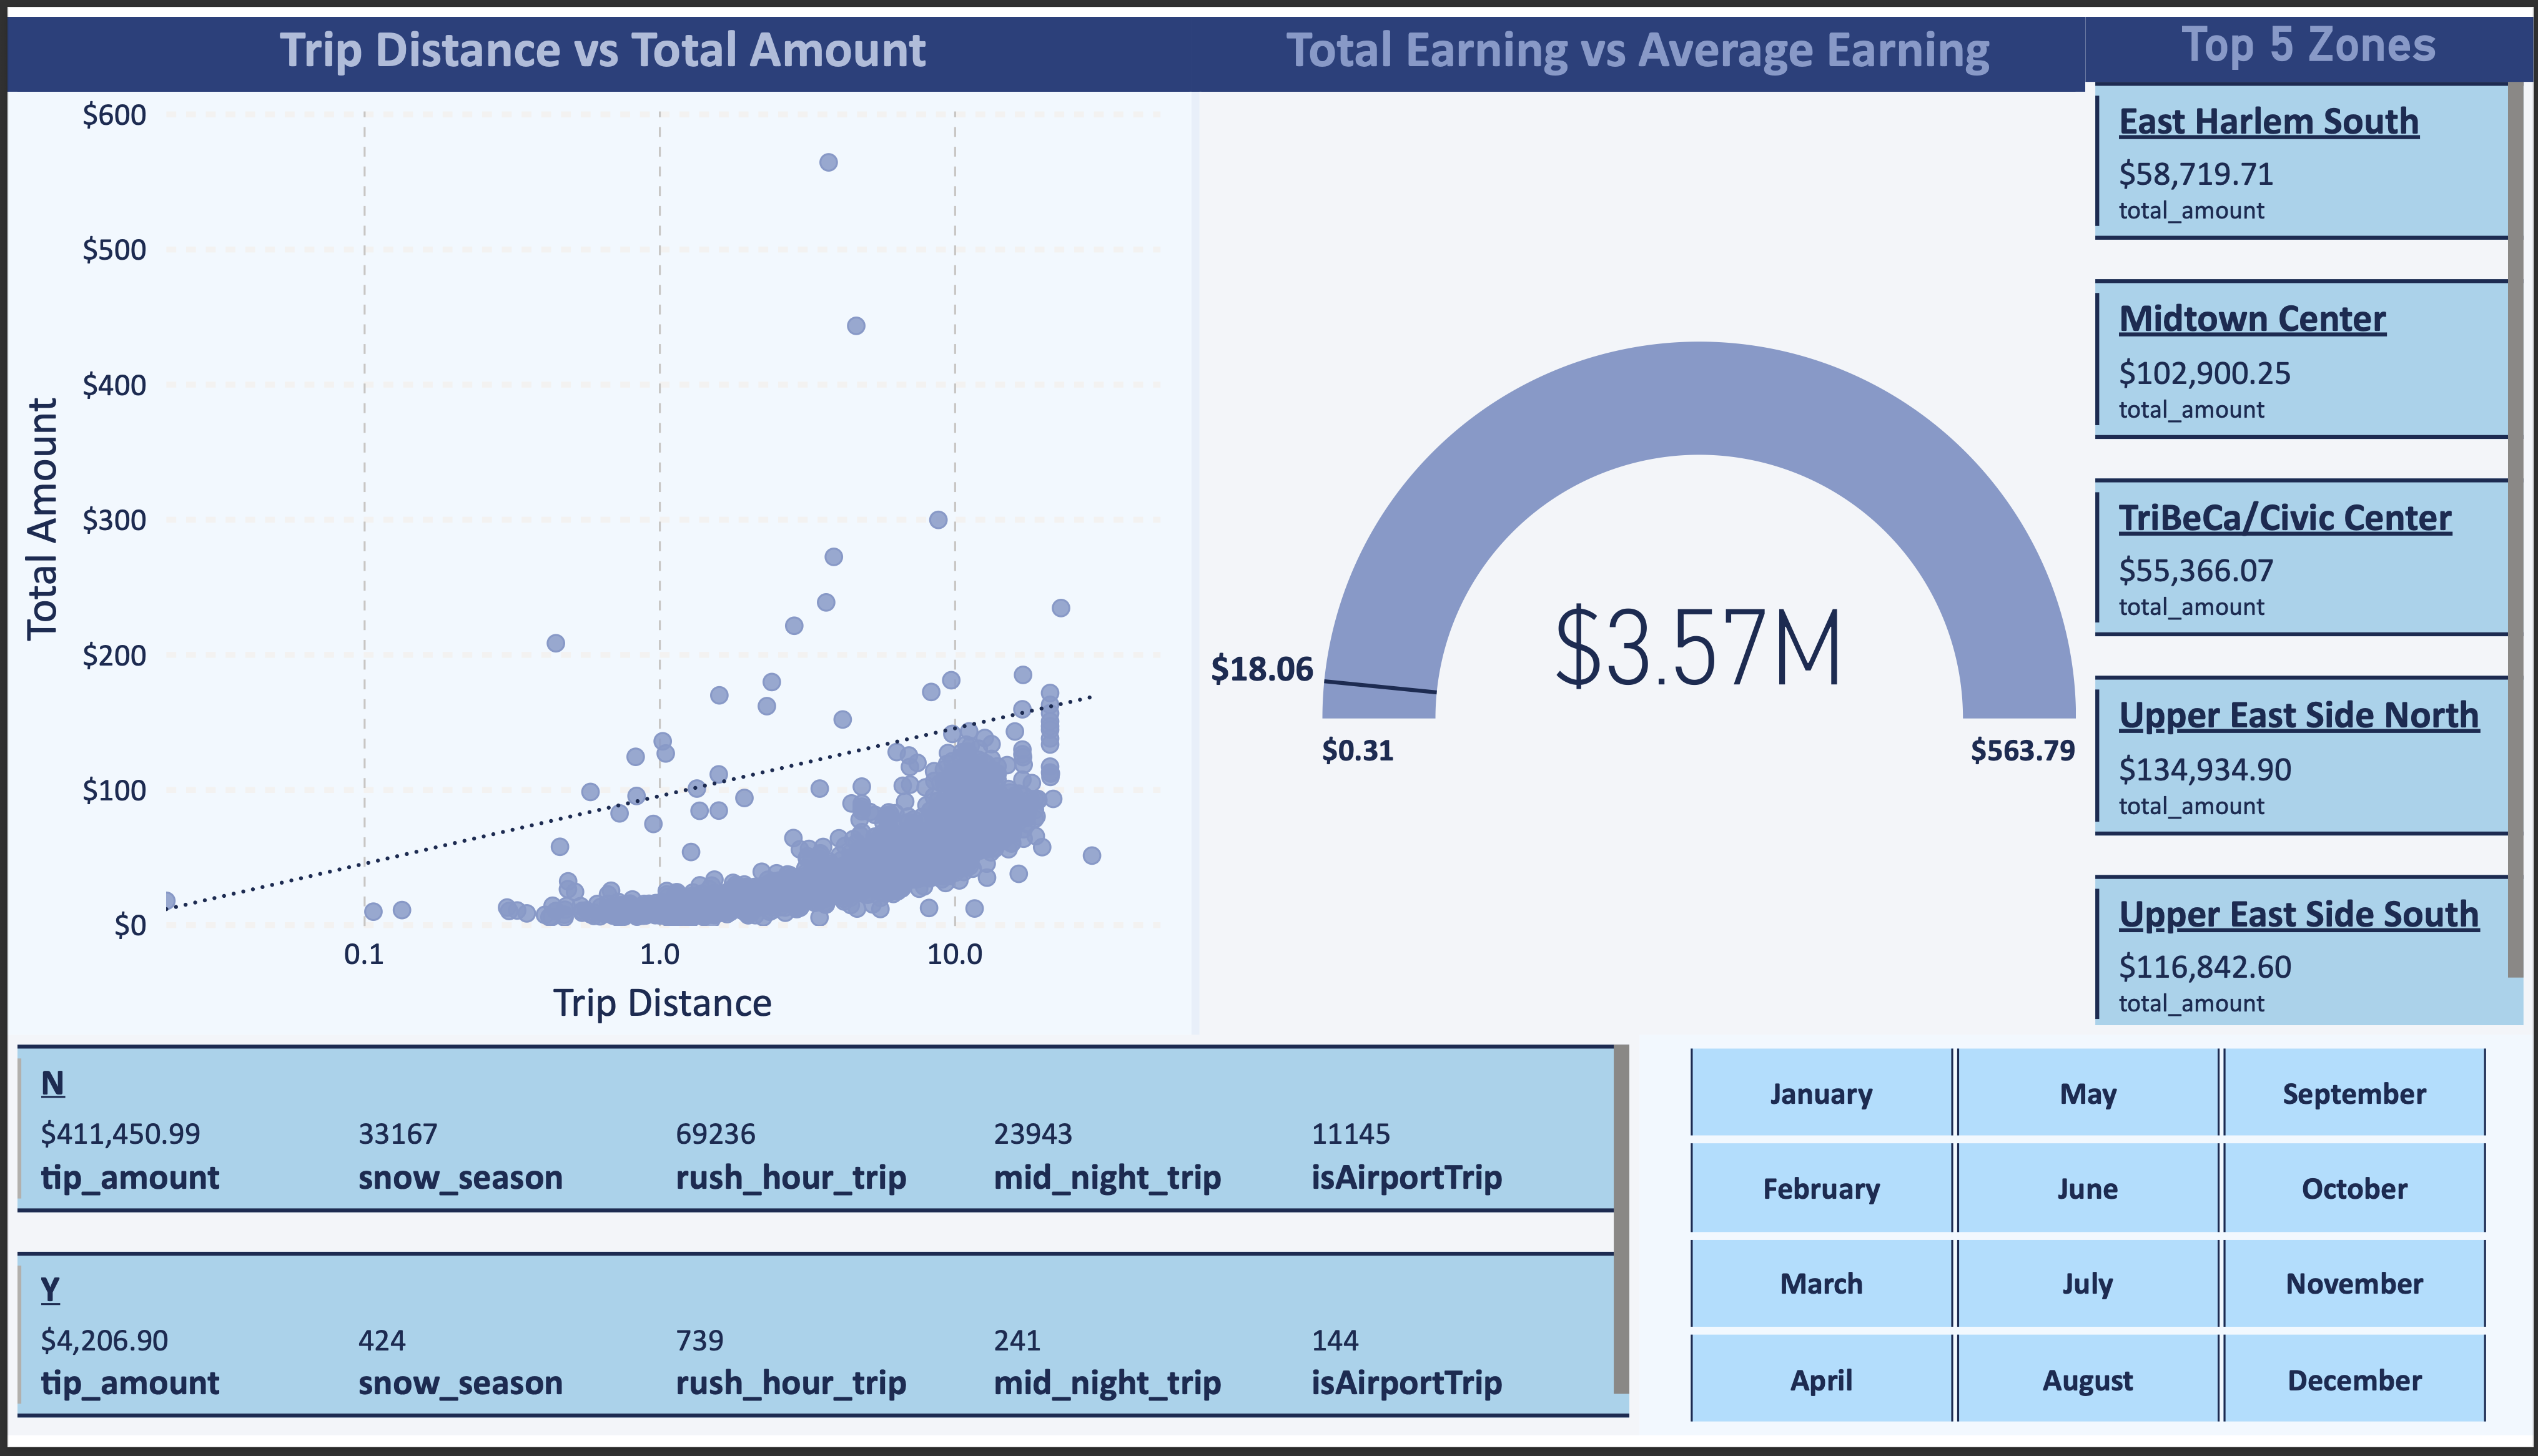 Trip Distance vs Total Amount
$600
$500
$400
$300
$200
$100
$0
Total Amount
0.1 1.0 10.0
Trip Distance
Total Earning vs Average Earning
$3.57M
$18.06
$0.31 $563.79
Top 5 Zones
East Harlem South
$58,719.71
total_amount
Midtown Center
$102,900.25
total_amount
TriBeCa/Civic Center
$55,366.07
total_amount
Upper East Side North
$134,934.90
total_amount
Upper East Side South
$116,842.60
total_amount
N
$411,450.99 33167 69236 23943 11145
tip_amount snow_season rush_hour_trip mid_night_trip isAirportTrip
Y
$4,206.90 424 739 241 144
tip_amount snow_season rush_hour_trip mid_night_trip isAirportTrip
January May September
February June October
March July November
April August December